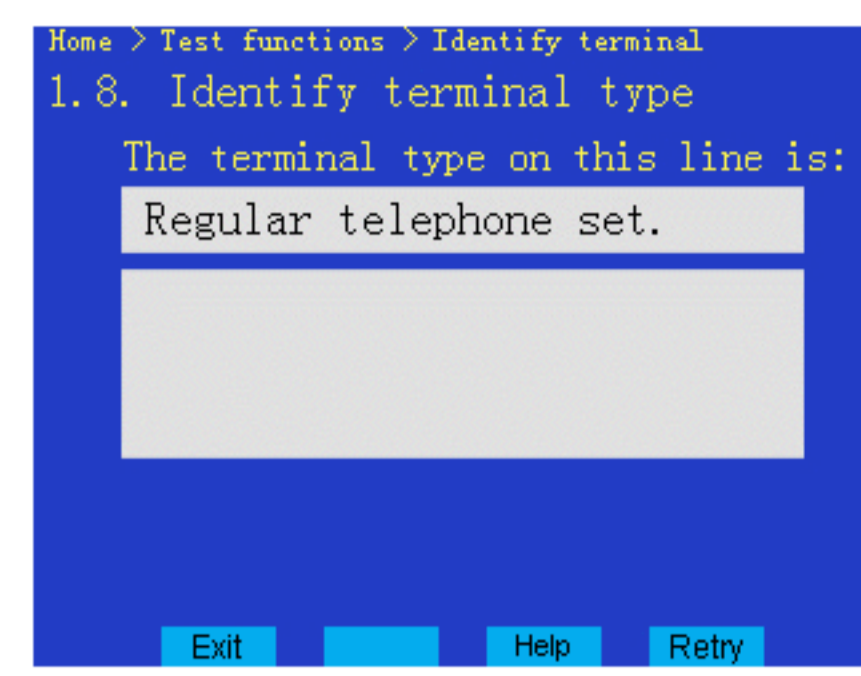 Home > Test functions > Identify terminal
1.8. Identify terminal type
The terminal type on this line is:
Regular telephone set.
Exit Help Retry